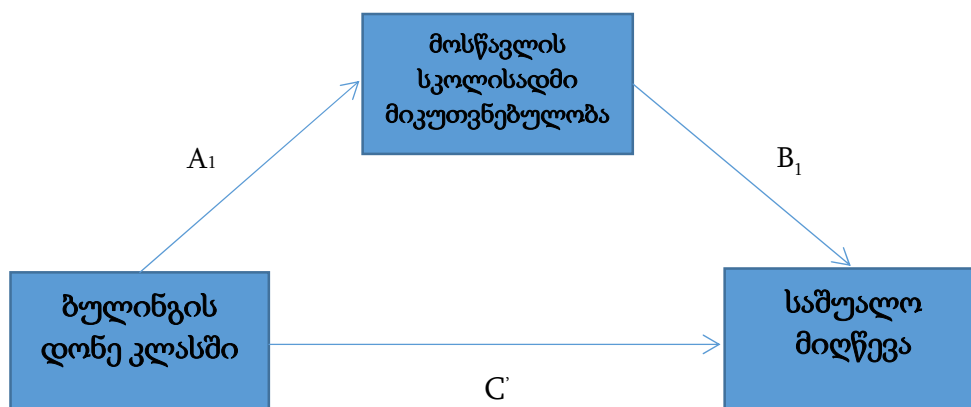 მოსწავლის
სკოლისადმი
მიკუთვნებულობა
A1
B1
ბულინგის
დონე კლასში
საშუალო
მიღწევა
C’